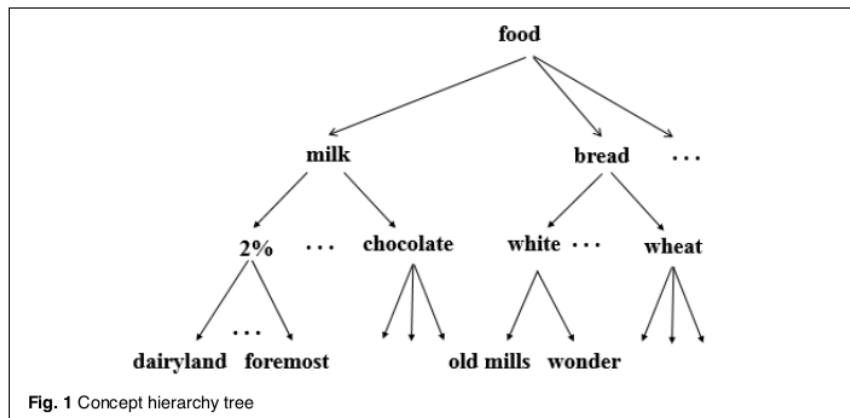 food
milk bread ...
2% ... chocolate white ... wheat
...
dairyland foremost old mills wonder
Fig. 1 Concept hierarchy tree